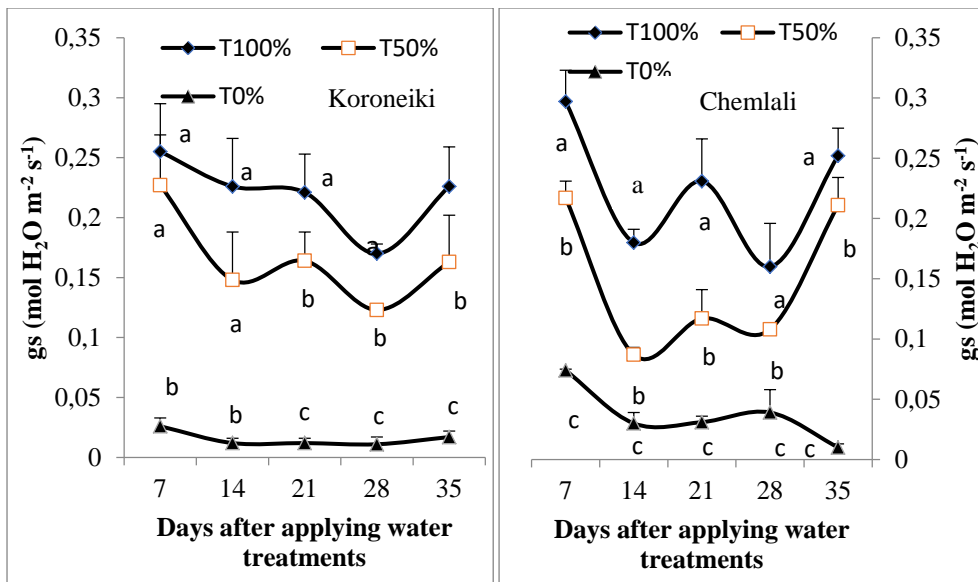 0,35
0,3
0,25
0,2
0,15
0,1
0,05
0
gs (mol H₂O m⁻² s⁻¹)
T100% T50%
T0%
Koroneiki
a a a a
a a b b b
b b c c c
7 14 21 28 35
Days after applying water
treatments
T100% T50%
T0%
Chemlali
a a a a a
b b b b b
c c c c c
7 14 21 28 35
Days after applying water
treatments
0,35
0,3
0,25
0,2
0,15
0,1
0,05
0
gs (mol H₂O m⁻² s⁻¹)